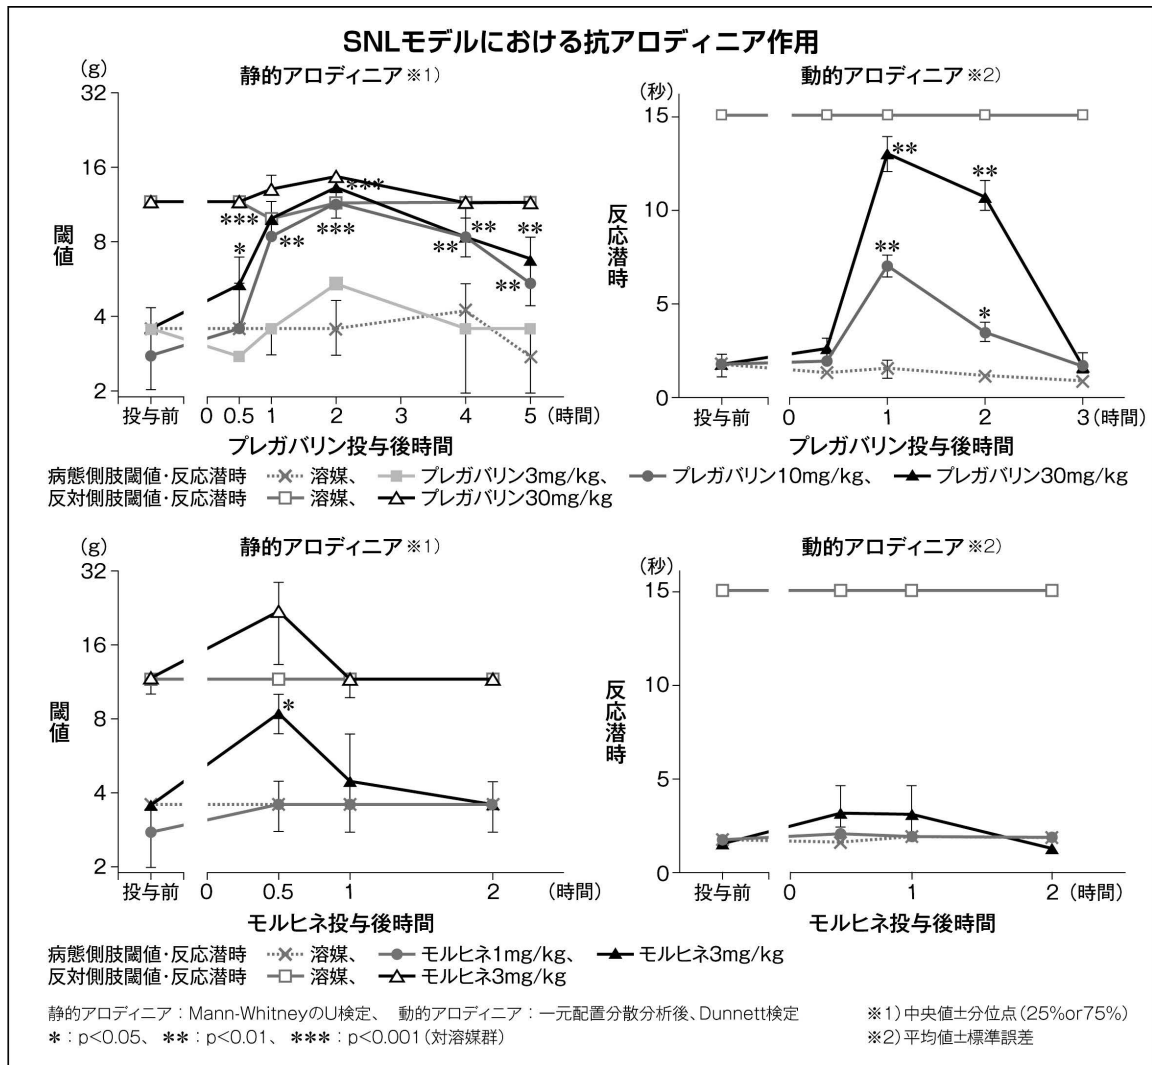 SNLモデルにおける抗アロディニア作用
静的アロディニア※1)
(g)
32
16
8
4
2
閾値
*
***
**
***
***
**
**
**
**
投与前 0 0.5 1 2 3 4 5 (時間)
プレガバリン投与後時間
動的アロディニア※2)
(秒)
15
10
5
0
反応潜時
**
**
**
*
投与前 0 1 2 3 (時間)
プレガバリン投与後時間
病態側肢閾値・反応潜時 溶媒、 プレガバリン3mg/kg、 プレガバリン10mg/kg、 プレガバリン30mg/kg
反対側肢閾値・反応潜時 溶媒、 プレガバリン30mg/kg
静的アロディニア※1)
(g)
32
16
8
4
2
閾値
*
投与前 0 0.5 1 2 (時間)
モルヒネ投与後時間
動的アロディニア※2)
(秒)
15
10
5
0
反応潜時
投与前 0 1 2 (時間)
モルヒネ投与後時間
病態側肢閾値・反応潜時 溶媒、 モルヒネ1mg/kg、 モルヒネ3mg/kg
反対側肢閾値・反応潜時 溶媒、 モルヒネ3mg/kg
静的アロディニア：Mann-WhitneyのU検定、 動的アロディニア：一元配置分散分析後、Dunnett検定
*：p<0.05、 **：p<0.01、 ***：p<0.001(対溶媒群)
※1)中央値±分位点(25%or75%)
※2)平均値±標準誤差